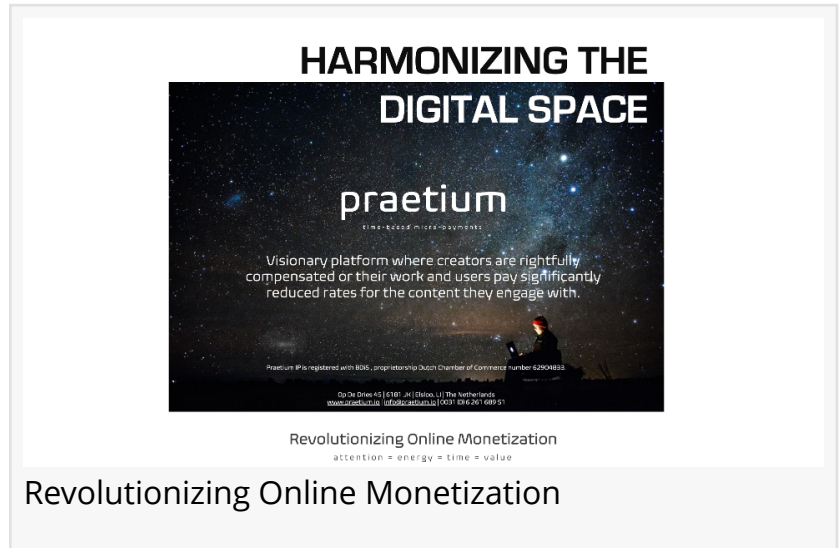 HARMONIZING THE
DIGITAL SPACE
praetium
time-based micro-payments
Visionary platform where creators are rightfully
compensated or their work and users pay significantly
reduced rates for the content they engage with.
Praetium IP is registered with BOIS , proprietorship Dutch Chamber of Commerce number 62904833.
Op De Dries 45 | 6181 JH | Elsloo, LI | The Netherlands
www.praetium.io | info@praetium.io | 0031 (0) 6 261 689 51
Revolutionizing Online Monetization
attention = energy = time = value
Revolutionizing Online Monetization